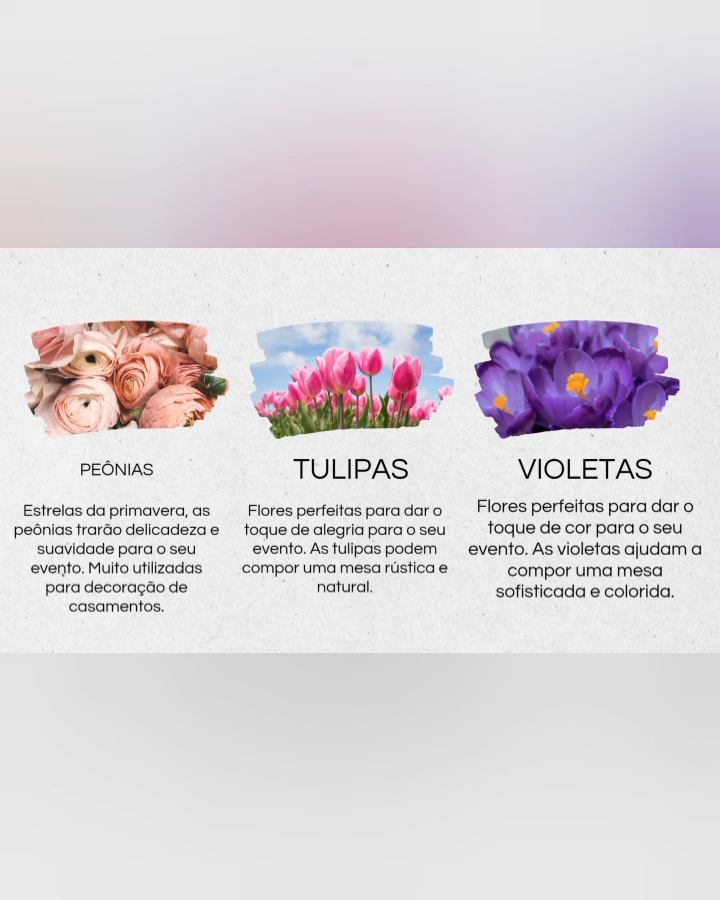 PEÔNIAS
Estrelas da primavera, as
peônias trarão delicadeza e
suavidade para o seu
evento. Muito utilizadas
para decoração de
casamentos.
TULIPAS
Flores perfeitas para dar o
toque de alegria para o seu
evento. As tulipas podem
compor uma mesa rústica e
natural.
VIOLETAS
Flores perfeitas para dar o
toque de cor para o seu
evento. As violetas ajudam a
compor uma mesa
sofisticada e colorida.